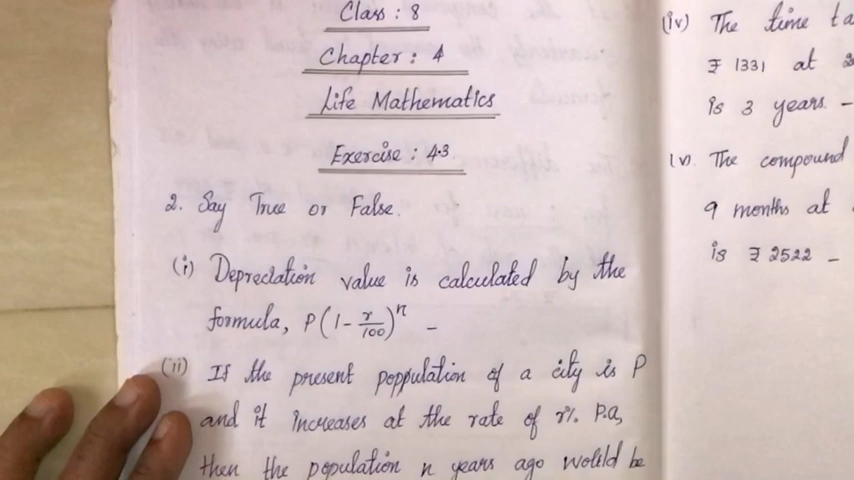 Class : 8
Chapter : 4
Life Mathematics
Exercise : 4.3
2. Say True or False.
(i) Depreciation value is calculated by the
formula, P(1 - r/100)^n -
(ii) If the present poppulation of a city is P
and it increases at the rate of r% P.a,
then the population n years ago would be
(iv) The time ta
₹ 1331 at 2
is 3 years -
(v). The compound
9 months at
is ₹ 2522 -